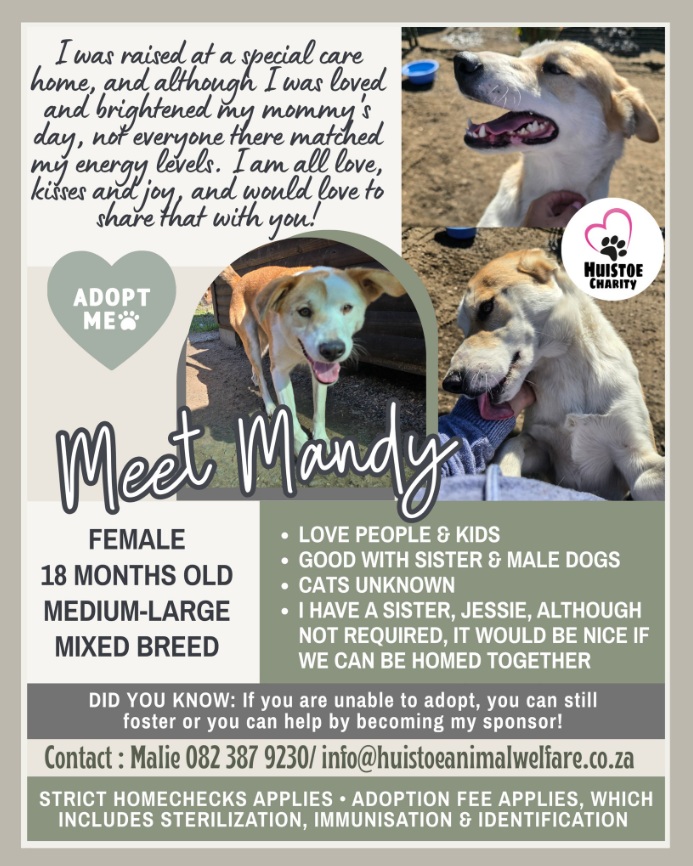 I was raised at a special care
home, and although I was loved
and brightened my mommy's
day, not everyone there matched
my energy levels. I am all love,
kisses and joy, and would love to
share that with you!
HUISTOE
CHARITY
ADOPT
ME
Meet Mandy
FEMALE
18 MONTHS OLD
MEDIUM-LARGE
MIXED BREED
• LOVE PEOPLE & KIDS
• GOOD WITH SISTER & MALE DOGS
• CATS UNKNOWN
• I HAVE A SISTER, JESSIE, ALTHOUGH
NOT REQUIRED, IT WOULD BE NICE IF
WE CAN BE HOMED TOGETHER
DID YOU KNOW: If you are unable to adopt, you can still
foster or you can help by becoming my sponsor!
Contact : Malie 082 387 9230/ info@huistoeanimalwelfare.co.za
STRICT HOMECHECKS APPLIES • ADOPTION FEE APPLIES, WHICH
INCLUDES STERILIZATION, IMMUNISATION & IDENTIFICATION